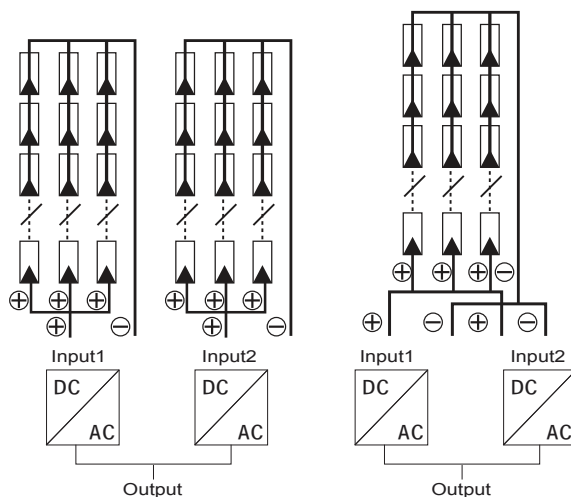 ⊕ ⊕ ⊕
⊕ ⊖
Input1
⊕ ⊕ ⊕
⊕ ⊖
Input2
⊕ ⊕ ⊕ ⊖
⊕ ⊖ ⊕ ⊖
Input1 Input2
DC
AC
DC
AC
DC
AC
DC
AC
Output
Output